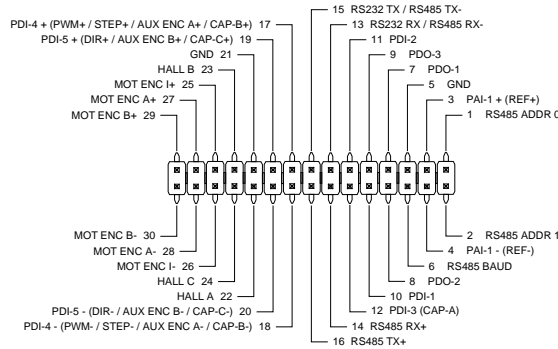 15 RS232 TX / RS485 TX-
PDI-4 + (PWM+ / STEP+ / AUX ENC A+ / CAP-B+) 17
13 RS232 RX / RS485 RX-
PDI-5 + (DIR+ / AUX ENC B+ / CAP-C+) 19
11 PDI-2
GND 21
9 PDO-3
HALL B 23
7 PDO-1
MOT ENC I+ 25
5 GND
MOT ENC A+ 27
3 PAI-1 + (REF+)
MOT ENC B+ 29
1 RS485 ADDR 0
MOT ENC B- 30
2 RS485 ADDR 1
MOT ENC A- 28
4 PAI-1 - (REF-)
MOT ENC I- 26
6 RS485 BAUD
HALL C 24
8 PDO-2
HALL A 22
10 PDI-1
PDI-5 - (DIR- / AUX ENC B- / CAP-C-) 20
12 PDI-3 (CAP-A)
PDI-4 - (PWM- / STEP- / AUX ENC A- / CAP-B-) 18
14 RS485 RX+
16 RS485 TX+